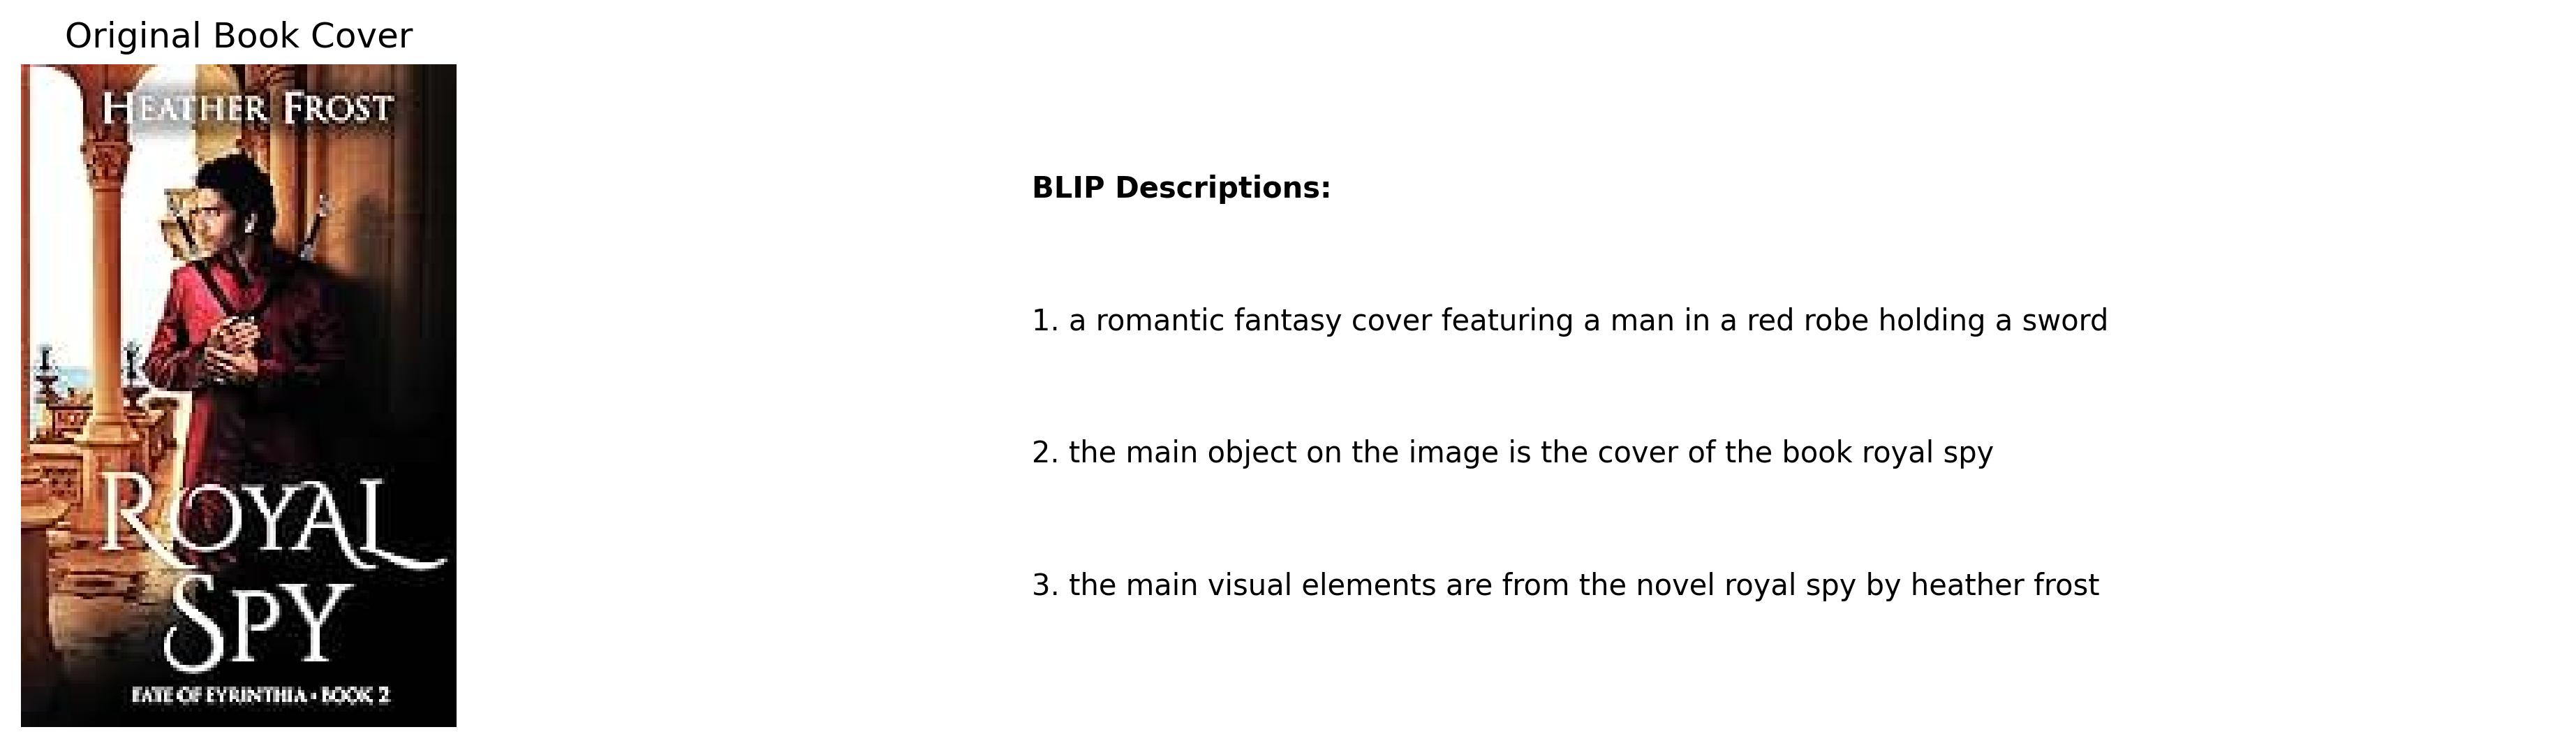 Original Book Cover
HEATHER FROST
ROYAL
SPY
FATE OF EYRINTHIA • BOOK 2
BLIP Descriptions:
1. a romantic fantasy cover featuring a man in a red robe holding a sword
2. the main object on the image is the cover of the book royal spy
3. the main visual elements are from the novel royal spy by heather frost